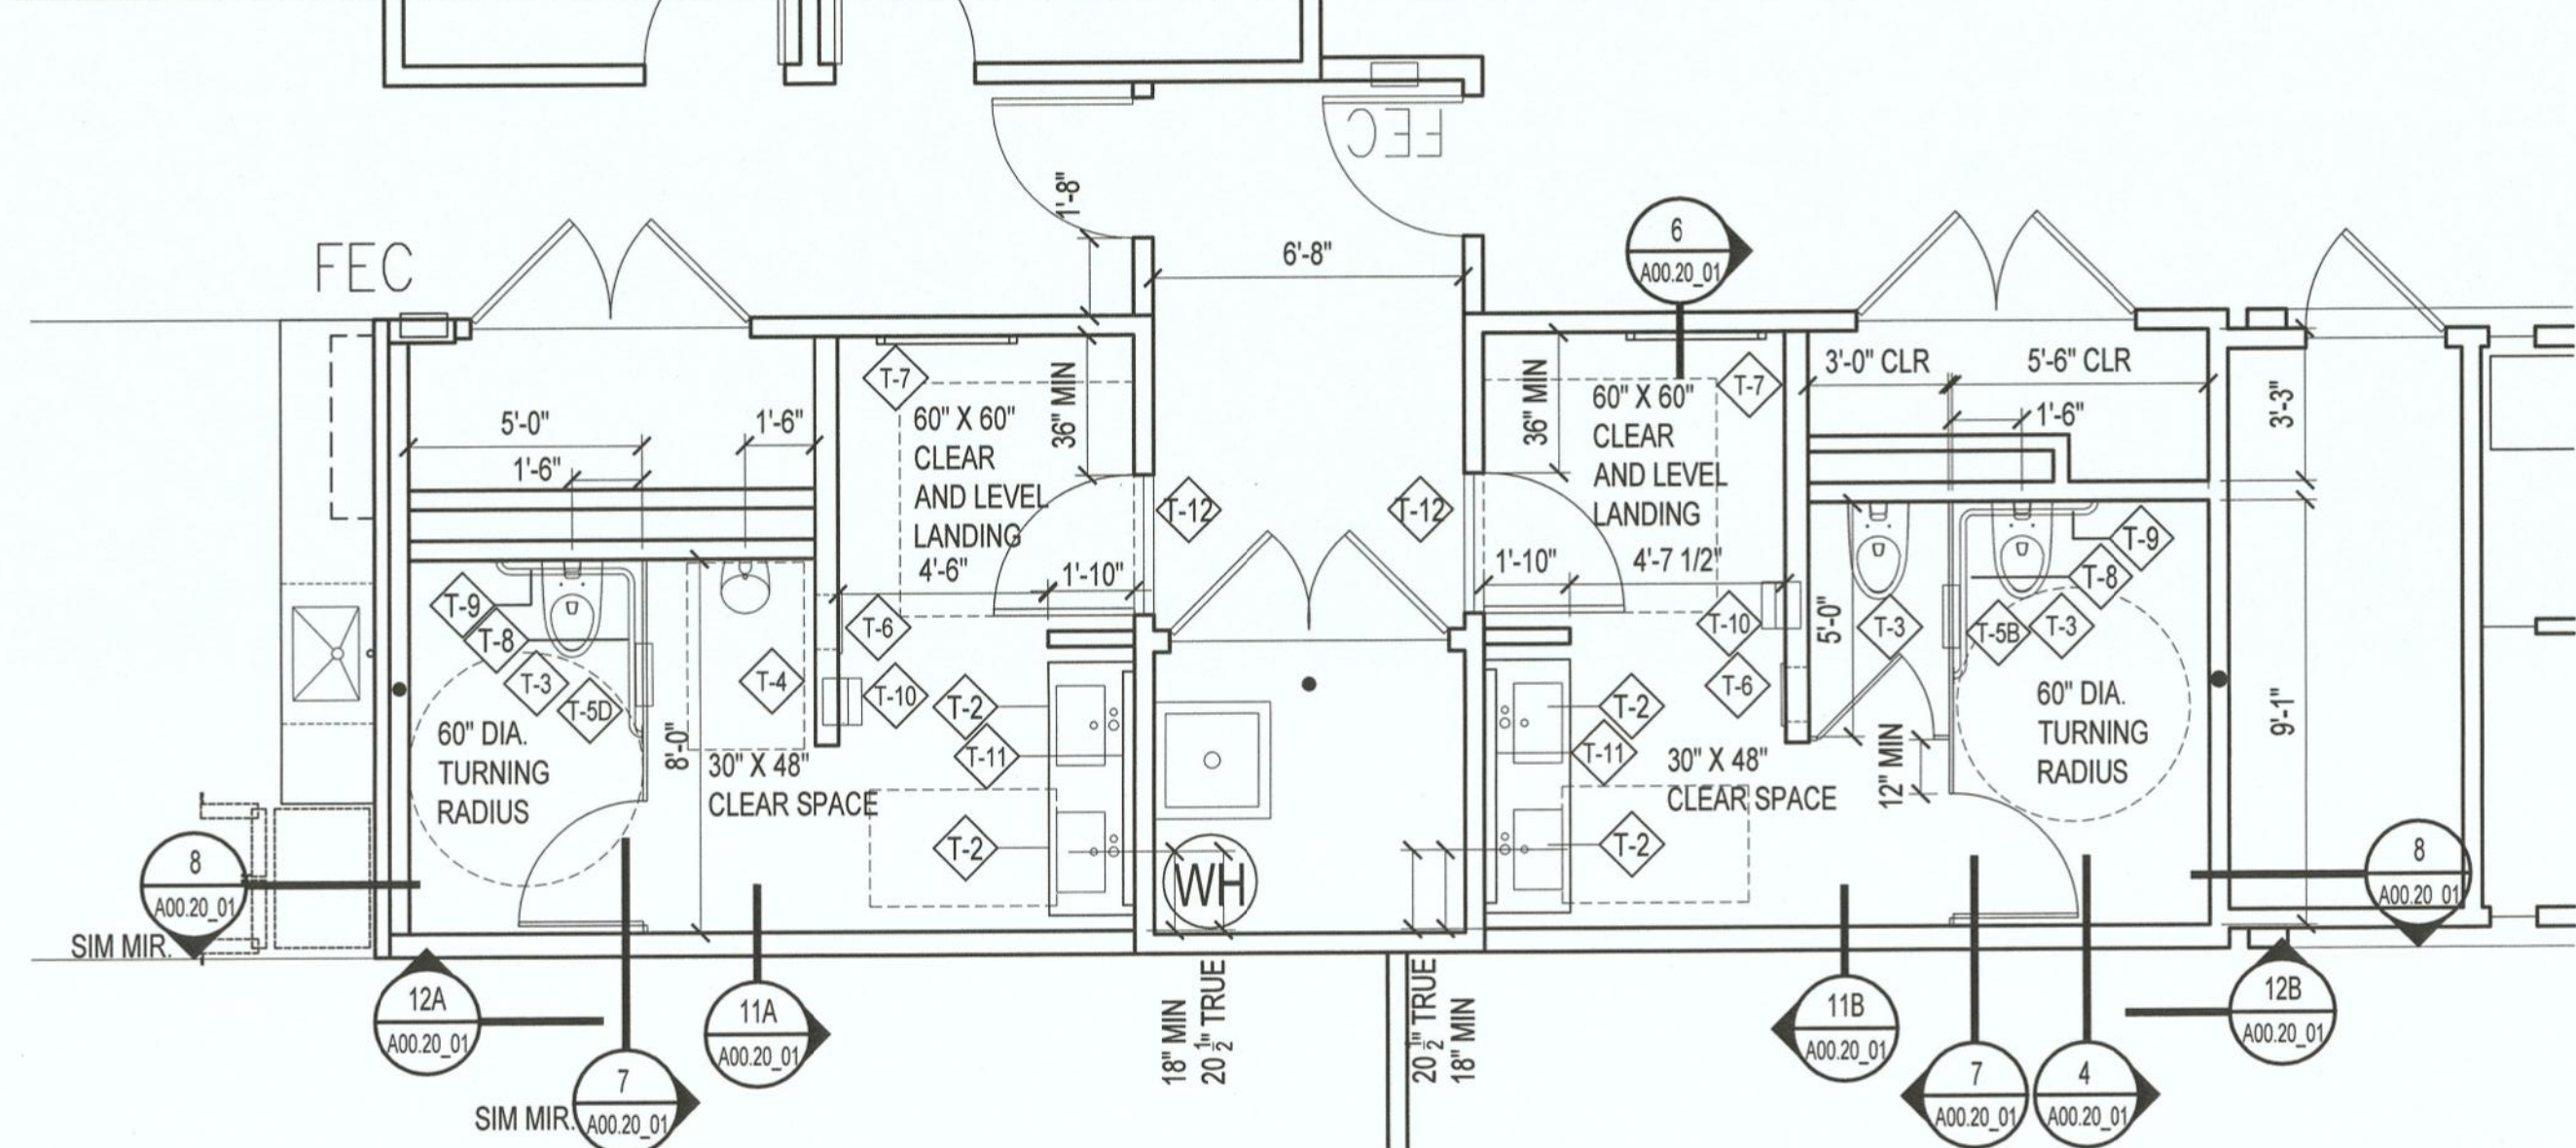 FEC
1'-8"
6
A00.20_01
FEC
6'-8"
T-7
36" MIN
36" MIN
60" X 60"
CLEAR
AND LEVEL
LANDING
T-7
3'-0" CLR
5'-6" CLR
5'-0"
1'-6"
1'-6"
60" X 60"
CLEAR
AND LEVEL
LANDING
1'-6"
3'-3"
T-12
T-12
4'-6"
1'-10"
1'-10"
4'-7 1/2"
T-9
T-8
T-9
T-8
T-3
T-5D
T-4
T-6
T-10
T-2
T-11
T-2
T-2
T-11
T-2
T-10
T-6
5'-0"
T-3
T-5B
T-3
60" DIA.
TURNING
RADIUS
8'-0"
30" X 48"
CLEAR SPACE
WH
30" X 48"
CLEAR SPACE
12" MIN
60" DIA.
TURNING
RADIUS
9'-1"
8
A00.20_01
SIM MIR.
8
A00.20_01
12A
A00.20_01
11A
A00.20_01
18" MIN
20 1/2" TRUE
20 1/2" TRUE
18" MIN
11B
A00.20_01
12B
A00.20_01
SIM MIR.
7
A00.20_01
7
A00.20_01
4
A00.20_01